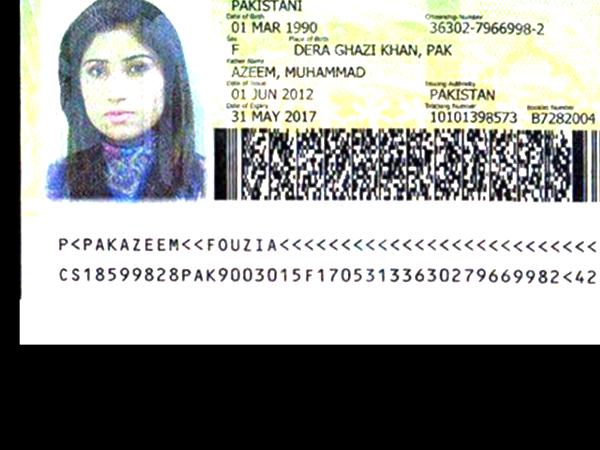 PAKISTANI
Date of Birth Citizenship Number
01 MAR 1990 36302-7966998-2
Sex Place of Birth
F DERA GHAZI KHAN, PAK
Father Name
AZEEM, MUHAMMAD
Date of Issue Issuing Authority
01 JUN 2012 PAKISTAN
Date of Expiry Tracking Number Booklet Number
31 MAY 2017 10101398573 B7282004
P<PAKAZEEM<<FOUZIA<<<<<<<<<<<<<<<<<<<<<<<<<<
CS18599828PAK9003015F17053133630279669982<42